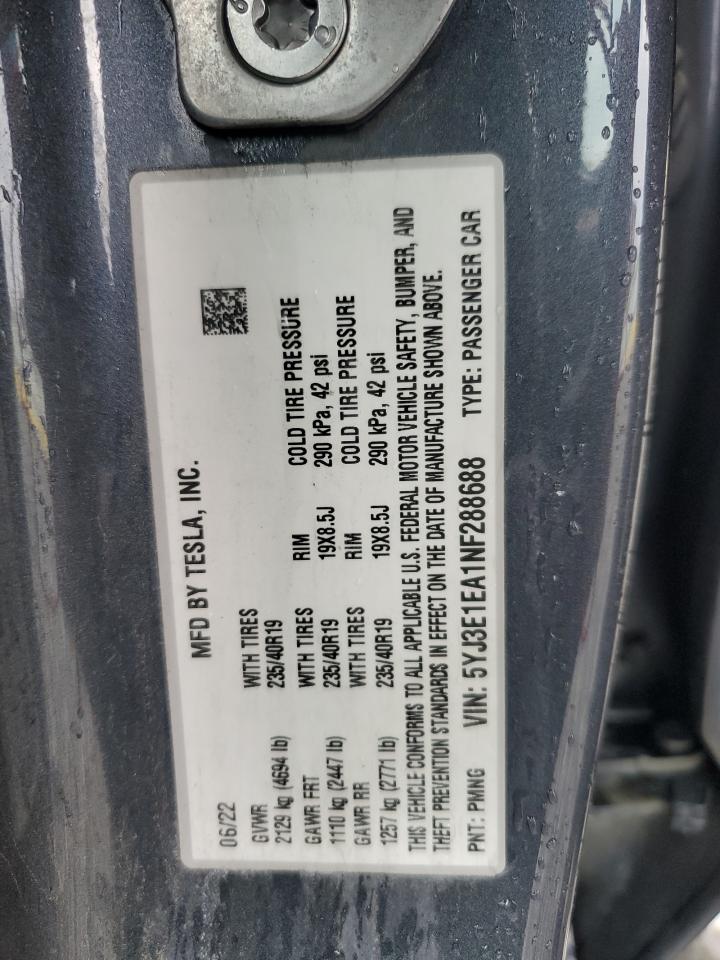 MFD BY TESLA, INC.
06/22
GVWR WITH TIRES
2129 kg (4694 lb) 235/40R19
GAWR FRT WITH TIRES RIM COLD TIRE PRESSURE
1110 kg (2447 lb) 235/40R19 19X8.5J 290 kPa, 42 psi
GAWR RR WITH TIRES RIM COLD TIRE PRESSURE
1257 kg (2771 lb) 235/40R19 19X8.5J 290 kPa, 42 psi
THIS VEHICLE CONFORMS TO ALL APPLICABLE U.S. FEDERAL MOTOR VEHICLE SAFETY, BUMPER, AND
THEFT PREVENTION STANDARDS IN EFFECT ON THE DATE OF MANUFACTURE SHOWN ABOVE.
PNT: PMNG VIN: 5YJ3E1EA1NF288688 TYPE: PASSENGER CAR